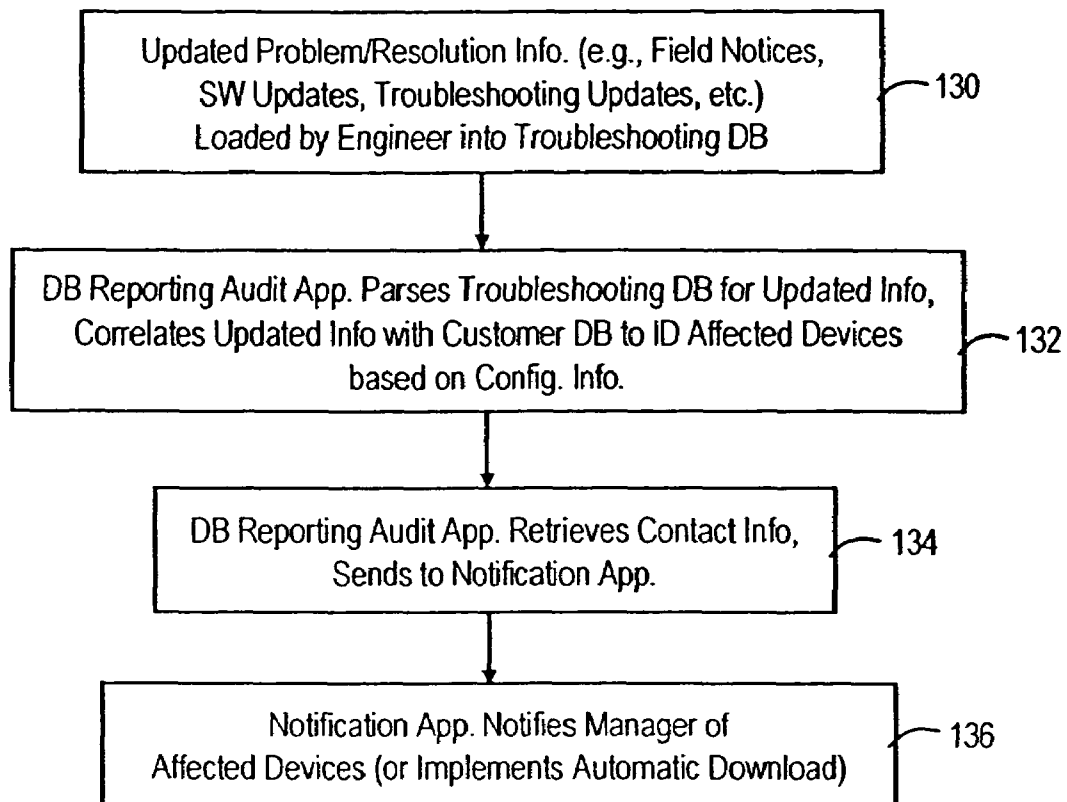 Updated Problem/Resolution Info. (e.g., Field Notices,
SW Updates, Troubleshooting Updates, etc.)
Loaded by Engineer into Troubleshooting DB
130
DB Reporting Audit App. Parses Troubleshooting DB for Updated Info,
Correlates Updated Info with Customer DB to ID Affected Devices
based on Config. Info.
132
DB Reporting Audit App. Retrieves Contact Info,
Sends to Notification App.
134
Notification App. Notifies Manager of
Affected Devices (or Implements Automatic Download)
136